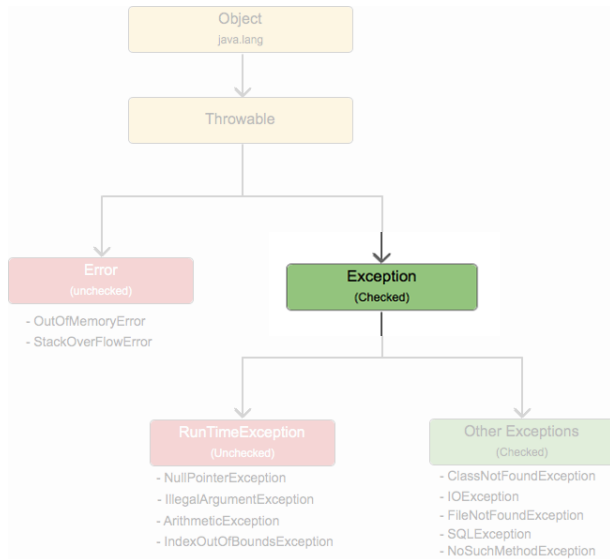 Object
java.lang
Throwable
Error
(unchecked)
- OutOfMemoryError
- StackOverFlowError
Exception
(Checked)
RunTimeException
(Unchecked)
- NullPointerException
- IllegalArgumentException
- ArithmeticException
- IndexOutOfBoundsException
Other Exceptions
(Checked)
- ClassNotFoundException
- IOException
- FileNotFoundException
- SQLException
- NoSuchMethodException